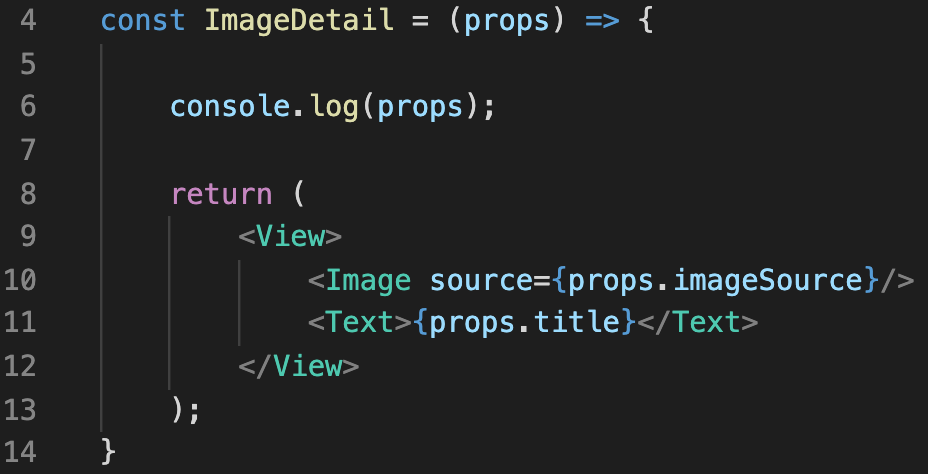 4 const ImageDetail = (props) => {
5
6 console.log(props);
7
8 return (
9 <View>
10 <Image source={props.imageSource}/>
11 <Text>{props.title}</Text>
12 </View>
13 );
14 }